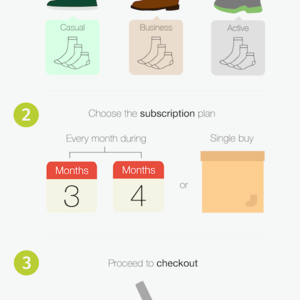 Casual Business Active
2 Choose the subscription plan
Every month during Single buy
Months Months
3 4 or
3 Proceed to checkout